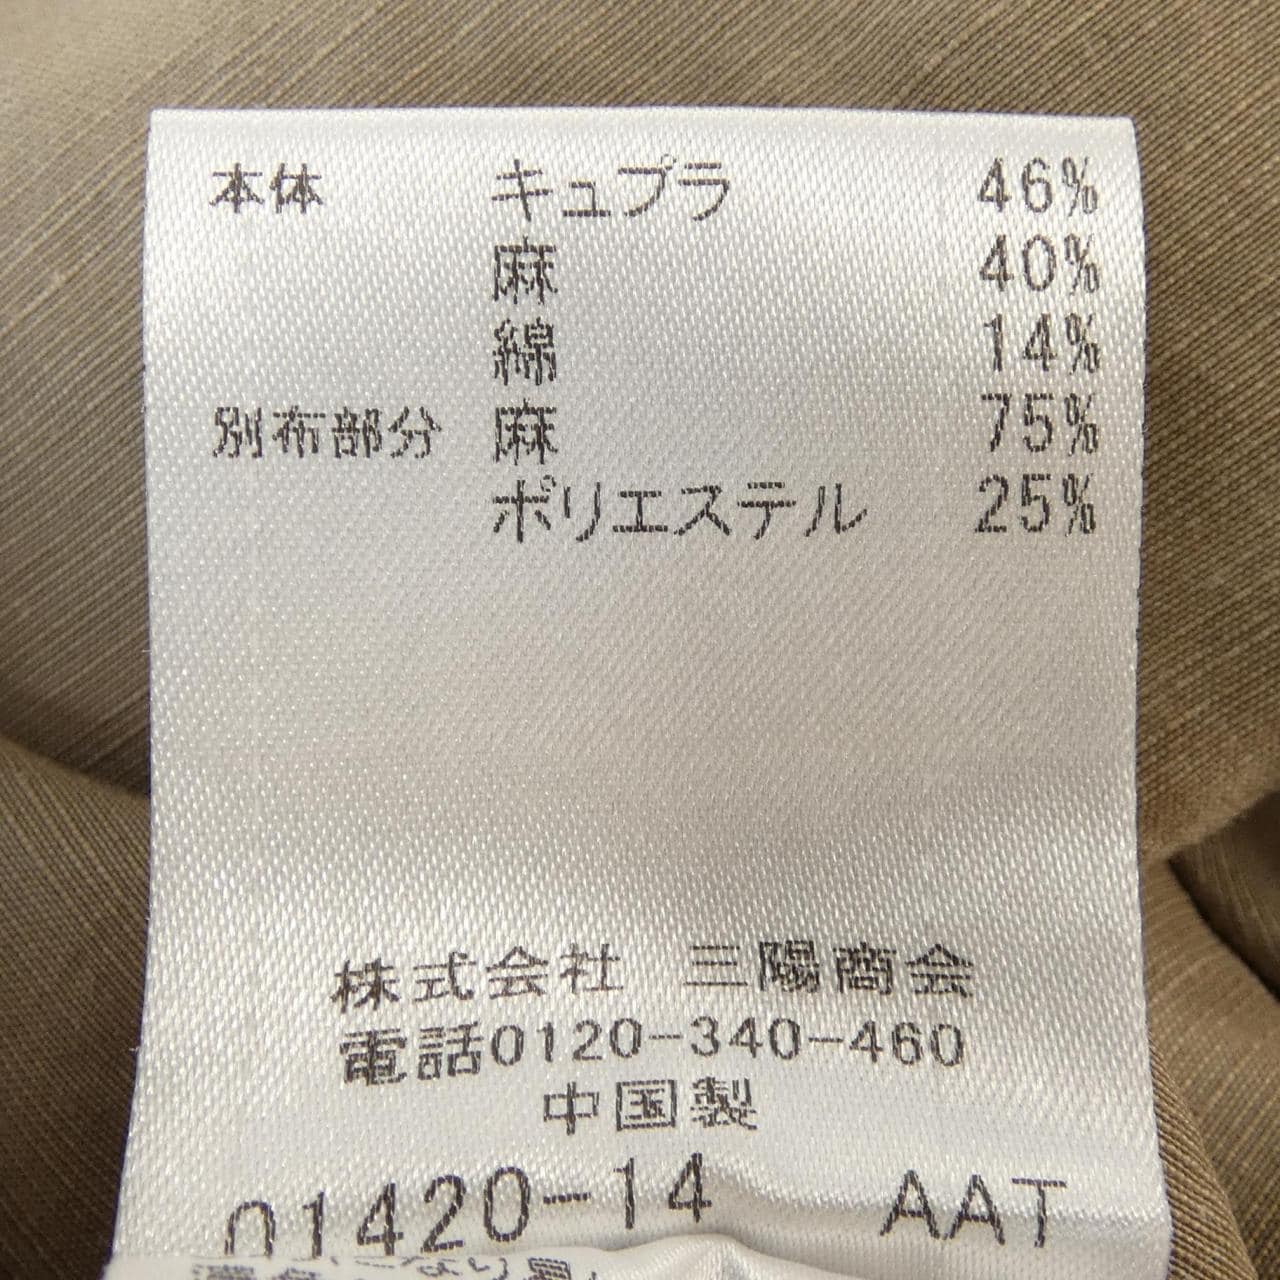 本体 キュプラ 46%
麻 40%
綿 14%
別布部分 麻 75%
ポリエステル 25%
株式会社 三陽商会
電話0120-340-460
中国製
01420-14 AAT